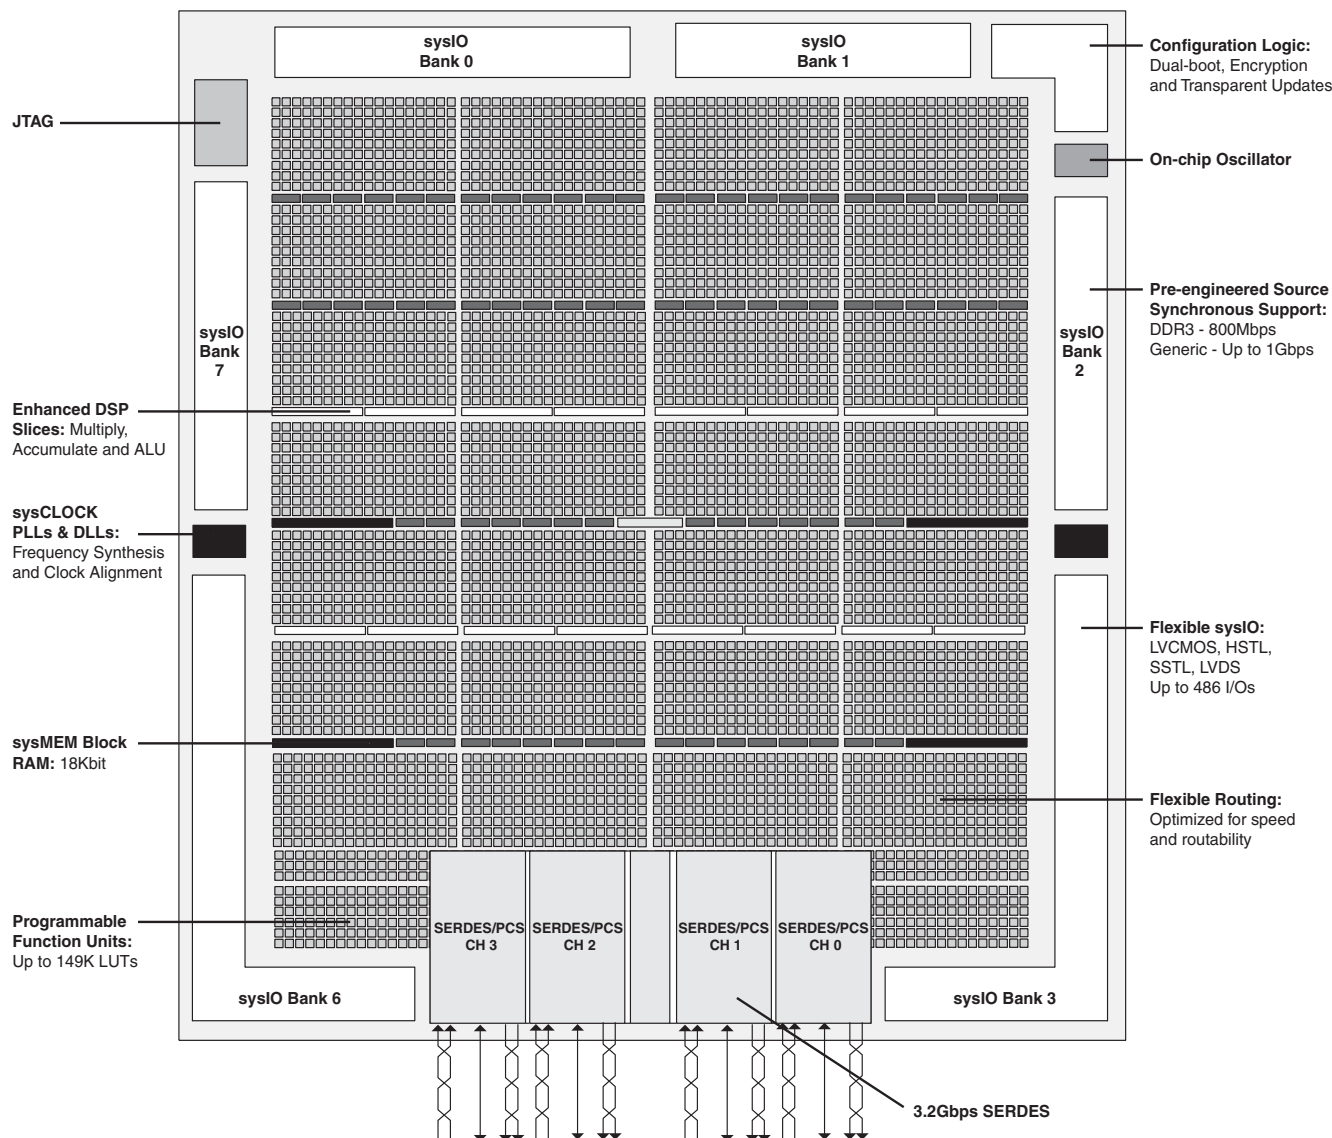 sysIO
Bank 0
sysIO
Bank 1
Configuration Logic:
Dual-boot, Encryption
and Transparent Updates
JTAG
On-chip Oscillator
sysIO
Bank
7
sysIO
Bank
2
Pre-engineered Source
Synchronous Support:
DDR3 - 800Mbps
Generic - Up to 1Gbps
Enhanced DSP
Slices: Multiply,
Accumulate and ALU
sysCLOCK
PLLs & DLLs:
Frequency Synthesis
and Clock Alignment
Flexible sysIO:
LVCMOS, HSTL,
SSTL, LVDS
Up to 486 I/Os
sysMEM Block
RAM: 18Kbit
Flexible Routing:
Optimized for speed
and routability
Programmable
Function Units:
Up to 149K LUTs
SERDES/PCS
CH 3
SERDES/PCS
CH 2
SERDES/PCS
CH 1
SERDES/PCS
CH 0
sysIO Bank 6
sysIO Bank 3
3.2Gbps SERDES